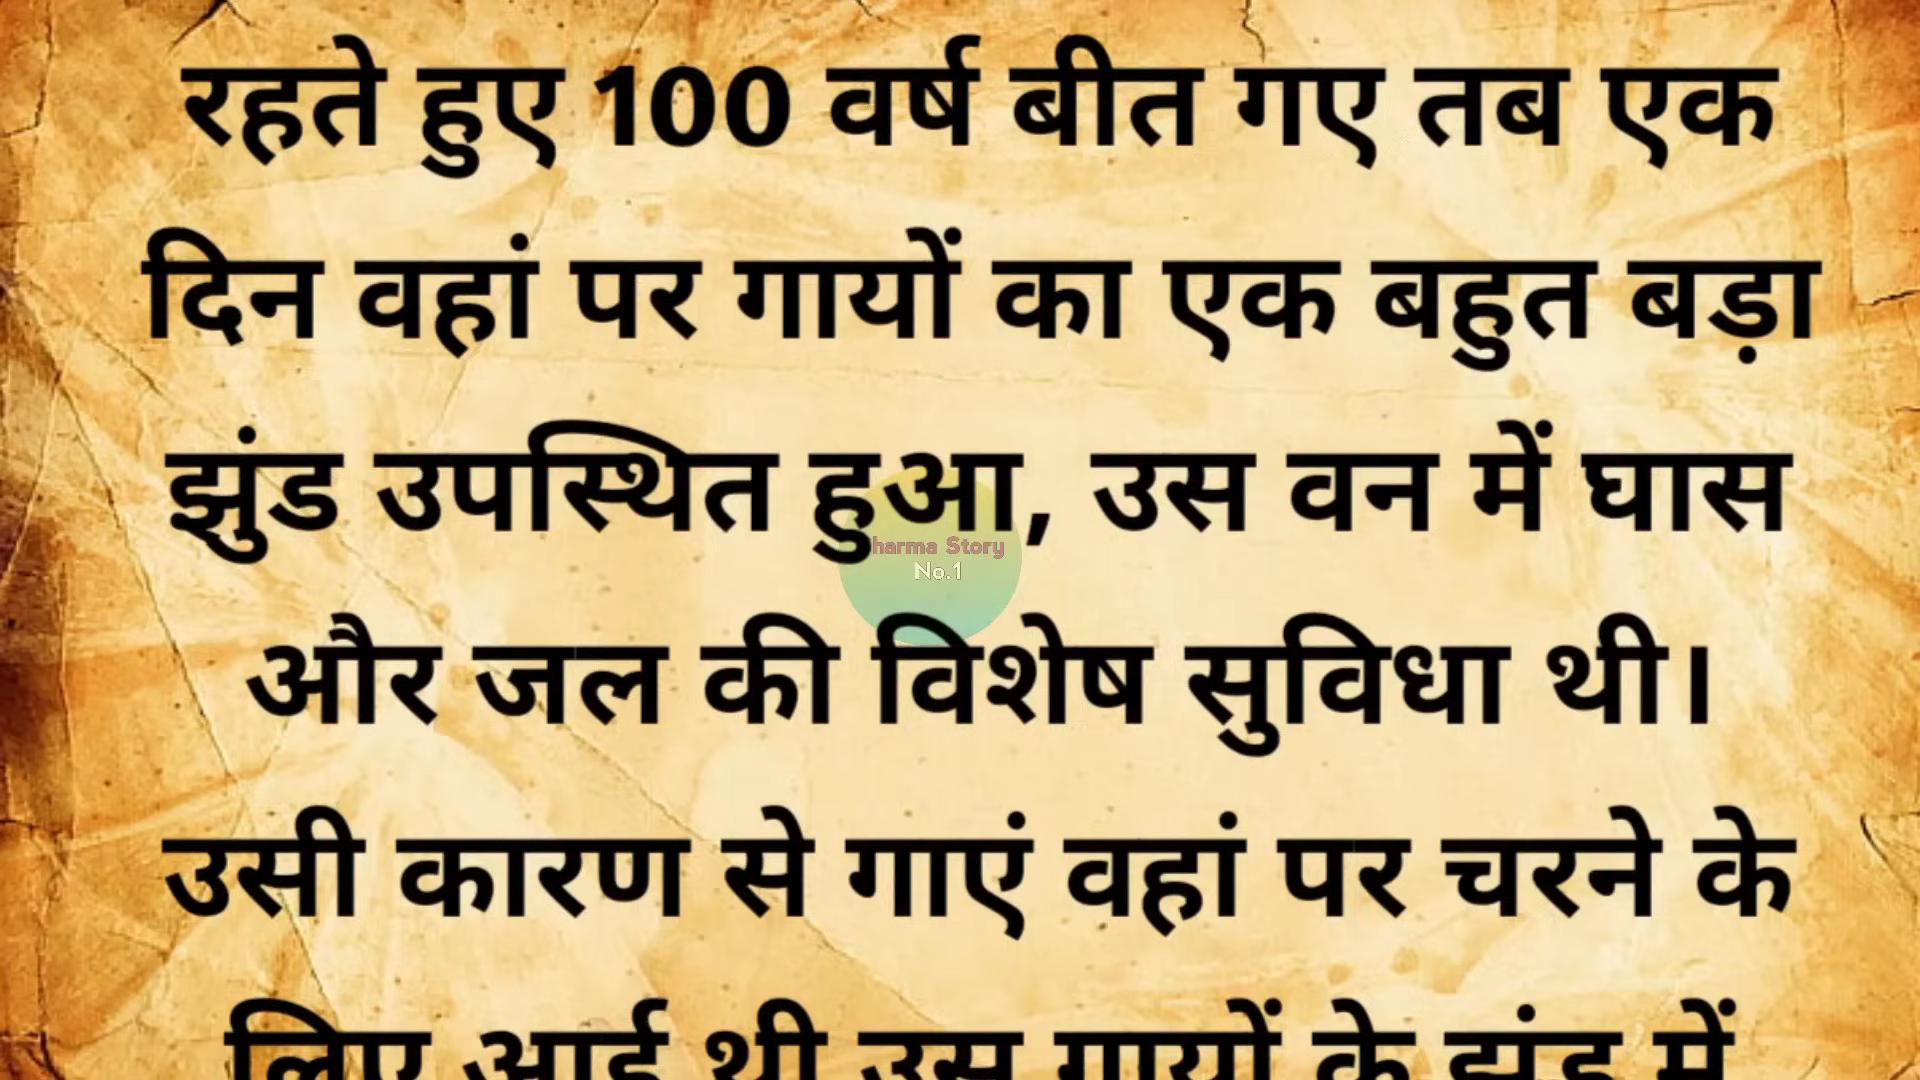 रहते हुए 100 वर्ष बीत गए तब एक
दिन वहां पर गायों का एक बहुत बड़ा
झुंड उपस्थित हुआ, उस वन में घास
harma Story
No.1
और जल की विशेष सुविधा थी।
उसी कारण से गाएं वहां पर चरने के
लिए आई थी उस गायों के झुंड में